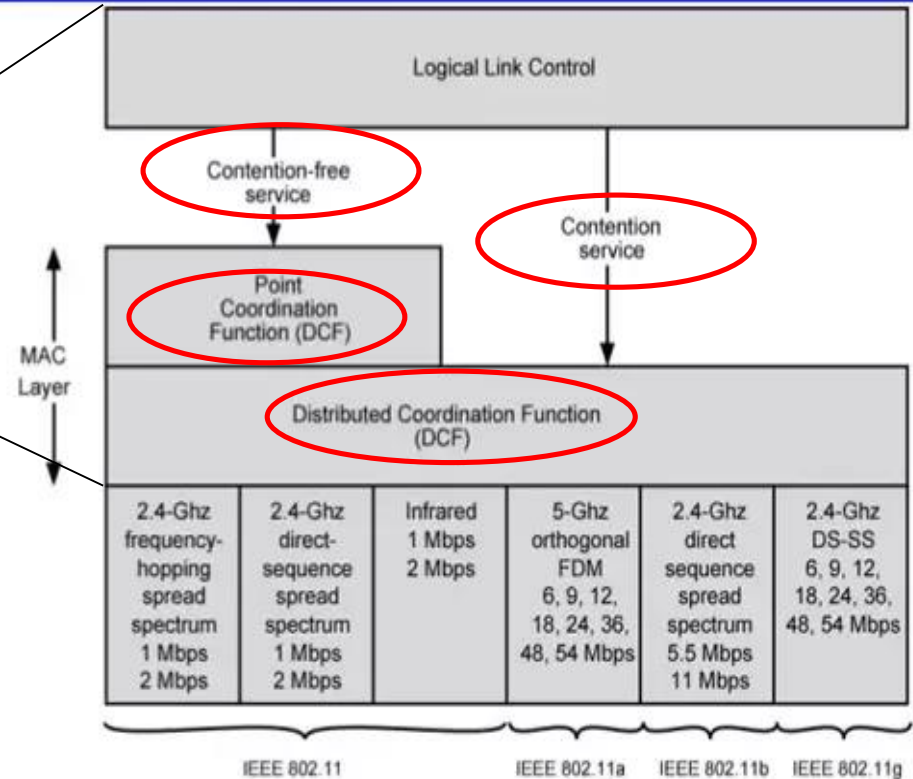 Logical Link Control
Contention-free
service
Contention
service
Point
Coordination
Function (DCF)
MAC
Layer
Distributed Coordination Function
(DCF)
2.4-Ghz
frequency-
hopping
spread
spectrum
1 Mbps
2 Mbps
2.4-Ghz
direct-
sequence
spread
spectrum
1 Mbps
2 Mbps
Infrared
1 Mbps
2 Mbps
5-Ghz
orthogonal
FDM
6, 9, 12,
18, 24, 36,
48, 54 Mbps
2.4-Ghz
direct
sequence
spread
spectrum
5.5 Mbps
11 Mbps
2.4-Ghz
DS-SS
6, 9, 12,
18, 24, 36,
48, 54 Mbps
IEEE 802.11
IEEE 802.11a
IEEE 802.11b
IEEE 802.11g